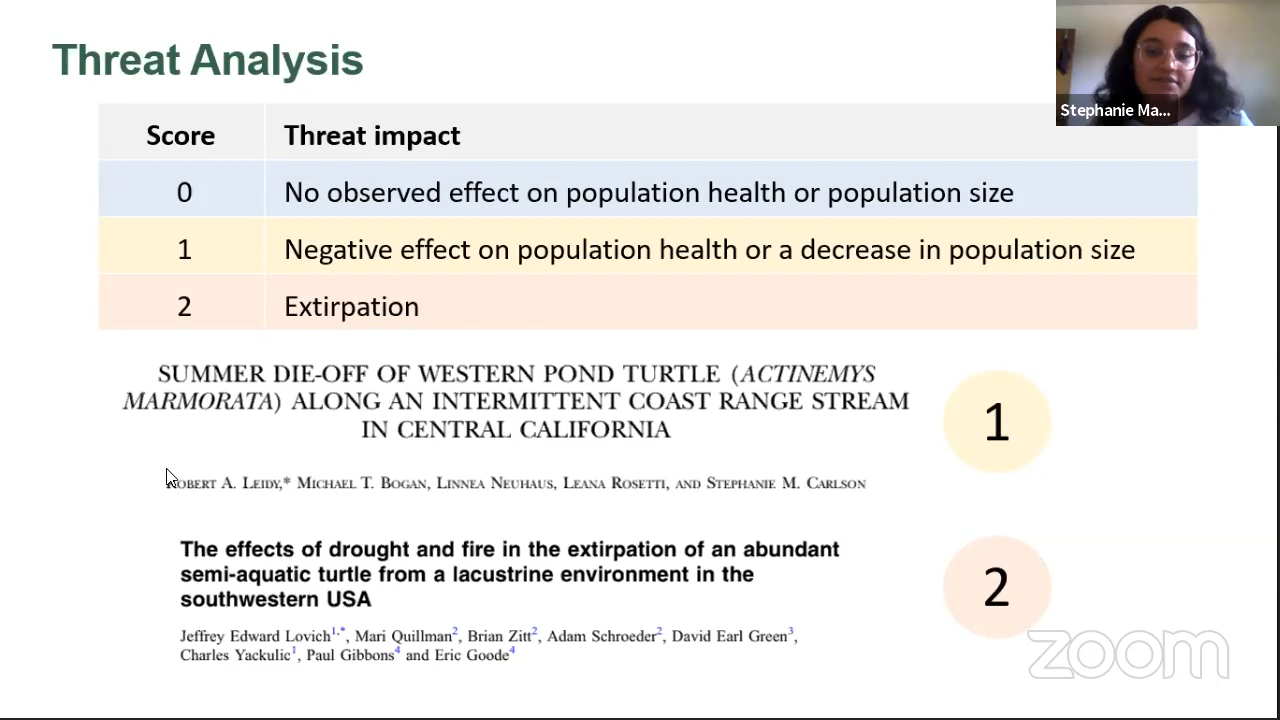 Threat Analysis
Stephanie Ma...
Score Threat impact
0 No observed effect on population health or population size
1 Negative effect on population health or a decrease in population size
2 Extirpation
SUMMER DIE-OFF OF WESTERN POND TURTLE (ACTINEMYS
MARMORATA) ALONG AN INTERMITTENT COAST RANGE STREAM
IN CENTRAL CALIFORNIA
1
ROBERT A. LEIDY,* MICHAEL T. BOGAN, LINNEA NEUHAUS, LEANA ROSETTI, AND STEPHANIE M. CARLSON
The effects of drought and fire in the extirpation of an abundant
semi-aquatic turtle from a lacustrine environment in the
southwestern USA
2
Jeffrey Edward Lovich1,*, Mari Quillman2, Brian Zitt2, Adam Schroeder2, David Earl Green3,
Charles Yackulic1, Paul Gibbons4 and Eric Goode4
zoom